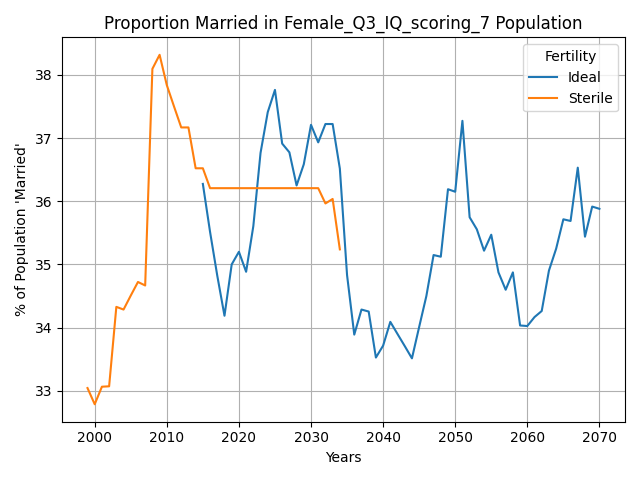 Proportion Married in Female_Q3_IQ_scoring_7 Population
Fertility
Ideal
Sterile
% of Population 'Married'
38
37
36
35
34
33
2000 2010 2020 2030 2040 2050 2060 2070
Years